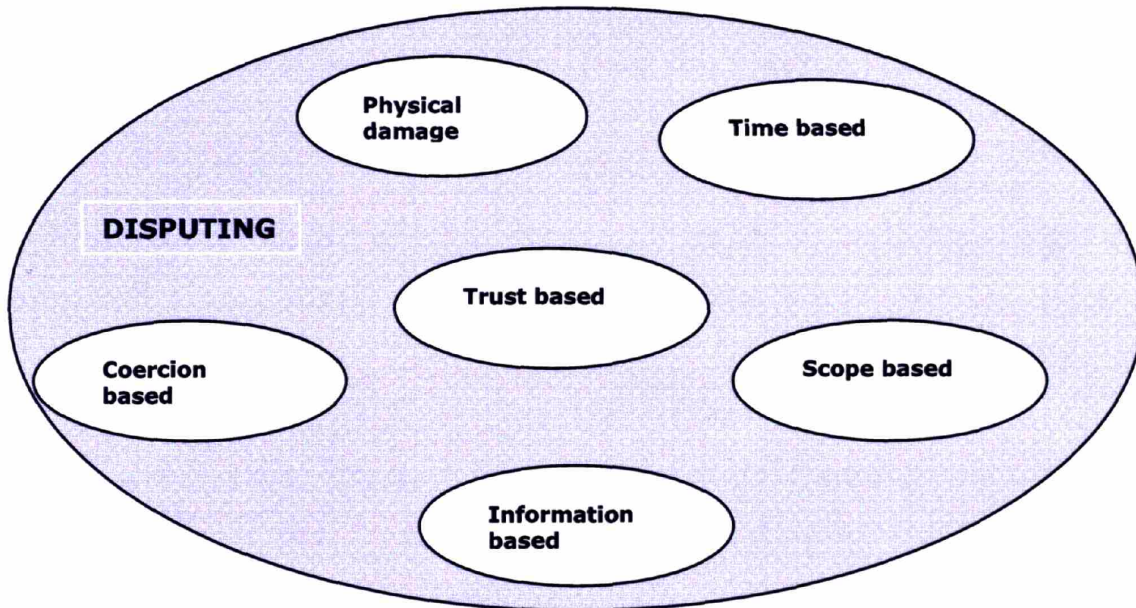 Physical
damage
Time based
DISPUTING
Trust based
Coercion
based
Scope based
Information
based